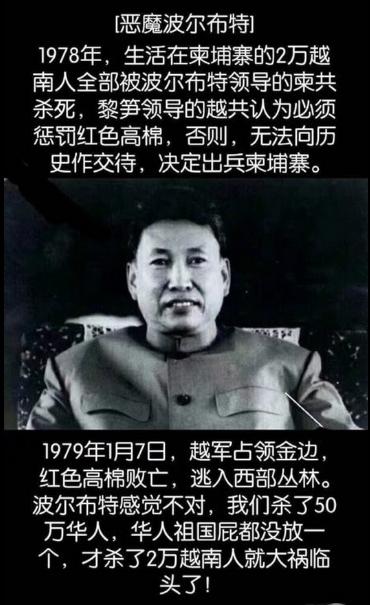 [恶魔波尔布特]
1978年，生活在柬埔寨的2万越
南人全部被波尔布特领导的柬共
杀死，黎笋领导的越共认为必须
惩罚红色高棉，否则，无法向历
史作交待，决定出兵柬埔寨。
1979年1月7日，越军占领金边，
红色高棉败亡，逃入西部丛林。
波尔布特感觉不对，我们杀了50
万华人，华人祖国屁都没放一
个，才杀了2万越南人就大祸临
头了！